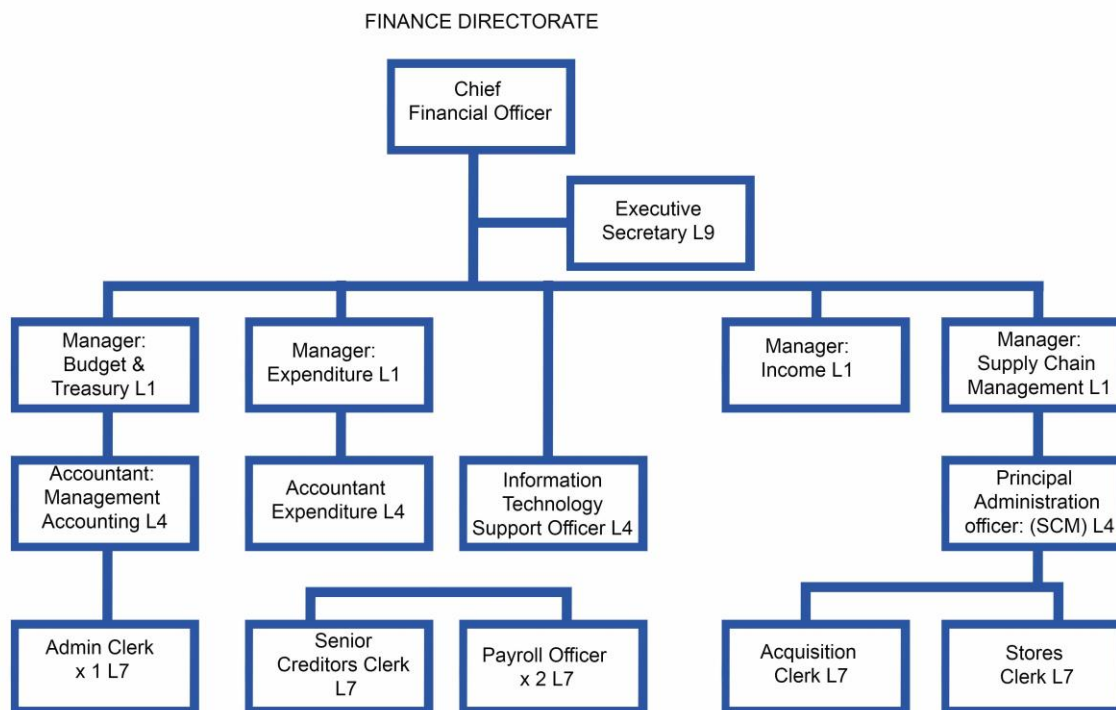 FINANCE DIRECTORATE
Chief
Financial Officer
Executive
Secretary L9
Manager:
Budget &
Treasury L1
Manager:
Expenditure L1
Manager:
Income L1
Manager:
Supply Chain
Management L1
Accountant:
Management
Accounting L4
Accountant
Expenditure L4
Information
Technology
Support Officer L4
Principal
Administration
officer: (SCM) L4
Admin Clerk
x 1 L7
Senior
Creditors Clerk
L7
Payroll Officer
x 2 L7
Acquisition
Clerk L7
Stores
Clerk L7